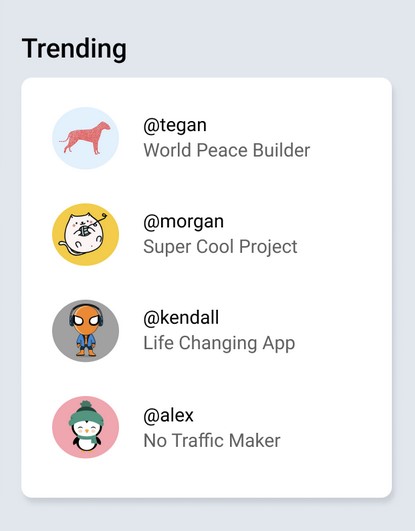 Trending
@tegan
World Peace Builder
@morgan
Super Cool Project
@kendall
Life Changing App
@alex
No Traffic Maker